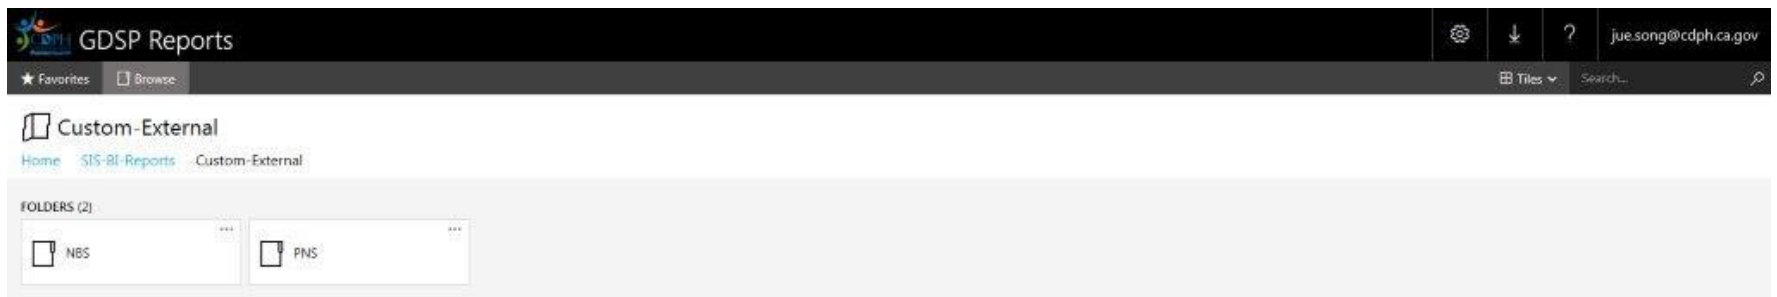 CDPH GDSP Reports
? jue.song@cdph.ca.gov
Favorites Browse
Tiles Search...
Custom-External
Home SIS-BI-Reports Custom-External
FOLDERS (2)
NBS PNS